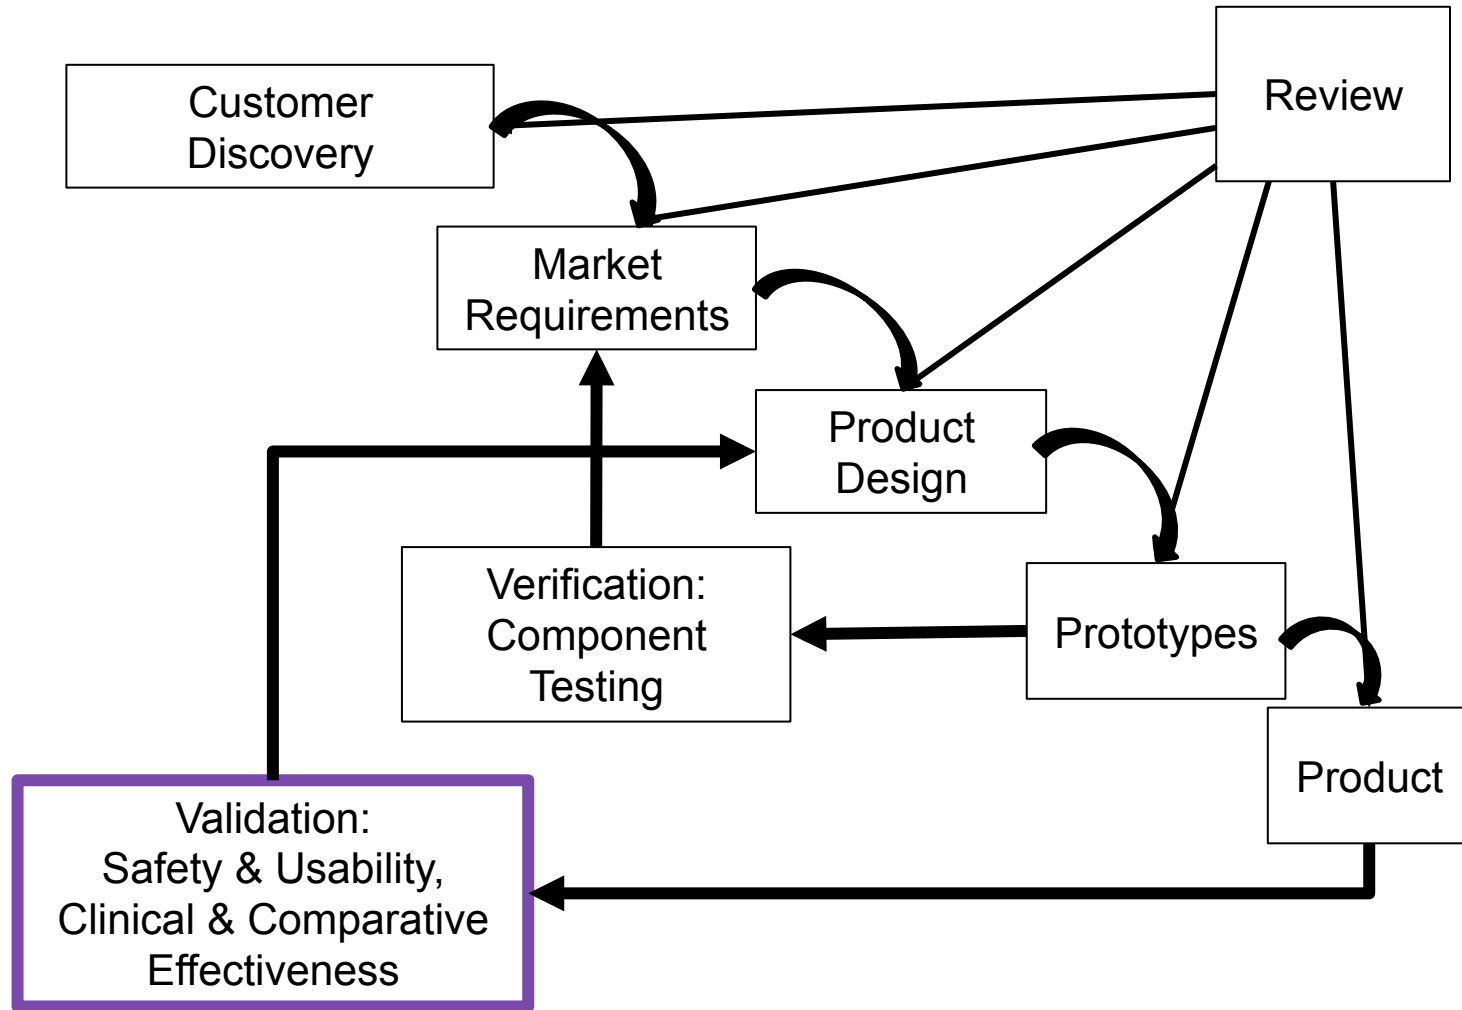 Customer
Discovery
Review
Market
Requirements
Product
Design
Verification:
Component
Testing
Prototypes
Product
Validation:
Safety & Usability,
Clinical & Comparative
Effectiveness